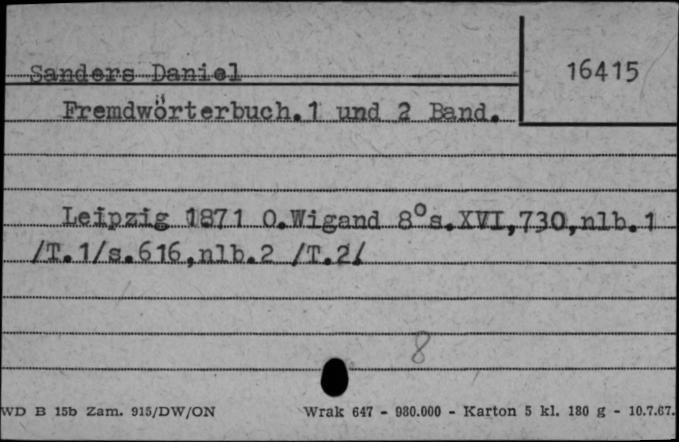 16415
Sanders Daniel
Fremdwörterbuch.1 und 2 Band.
Leipzig 1871 O.Wigand 8°s.XVI,730,nlb.1
/T.1/s.616,nlb.2 /T.2/
8
WD B 15b Zam. 915/DW/ON Wrak 647 - 980.000 - Karton 5 kl. 180 g - 10.7.67.